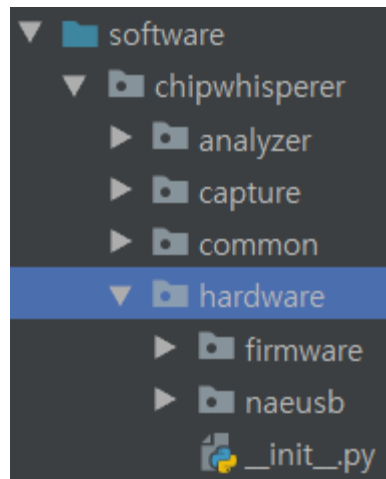 software
chipwhisperer
analyzer
capture
common
hardware
firmware
naeusb
__init__.py